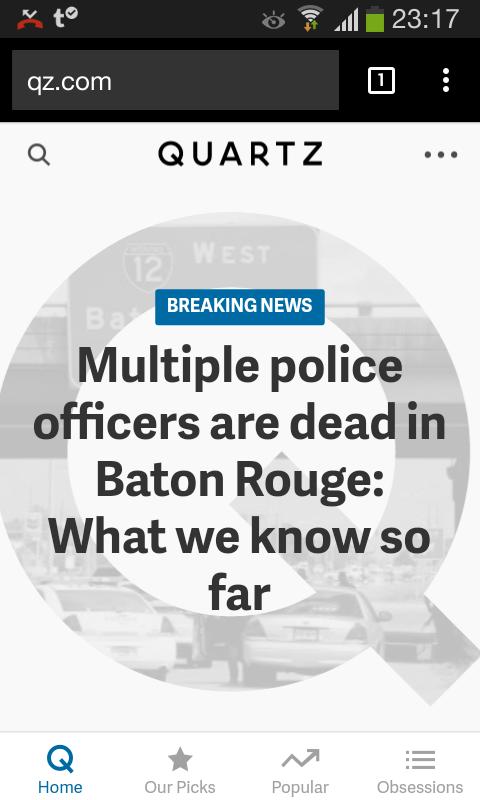 23:17
qz.com
1
QUARTZ
WEST
12
Ba
BREAKING NEWS
Multiple police
officers are dead in
Baton Rouge:
What we know so
far
Home
Our Picks
Popular
Obsessions